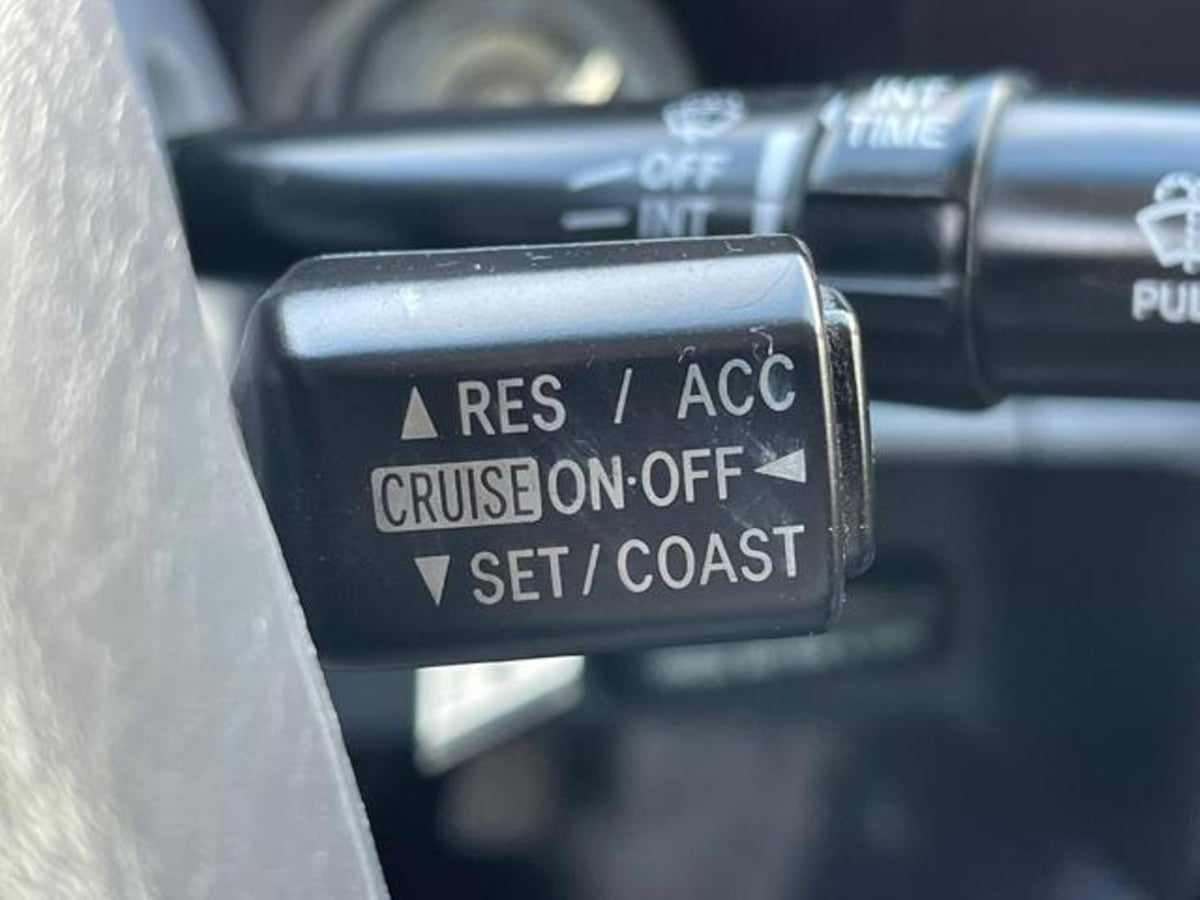 INT
TIME
OFF
INT
▲ RES / ACC
CRUISE ON·OFF ◀
▼ SET / COAST